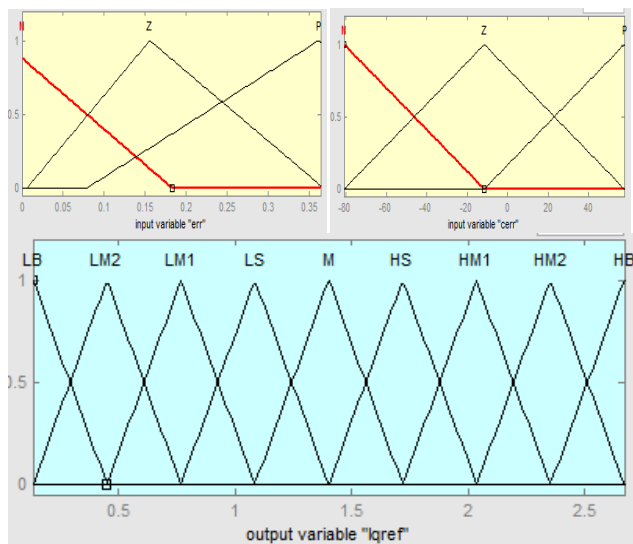 N Z P
1
0.5
0
0 0.05 0.1 0.15 0.2 0.25 0.3 0.35
input variable "err"
N Z P
1
0.5
0
-80 -60 -40 -20 0 20 40
input variable "cerr"
LB LM2 LM1 LS M HS HM1 HM2 HB
1
0.5
0
0.5 1 1.5 2 2.5
output variable "Iqref"